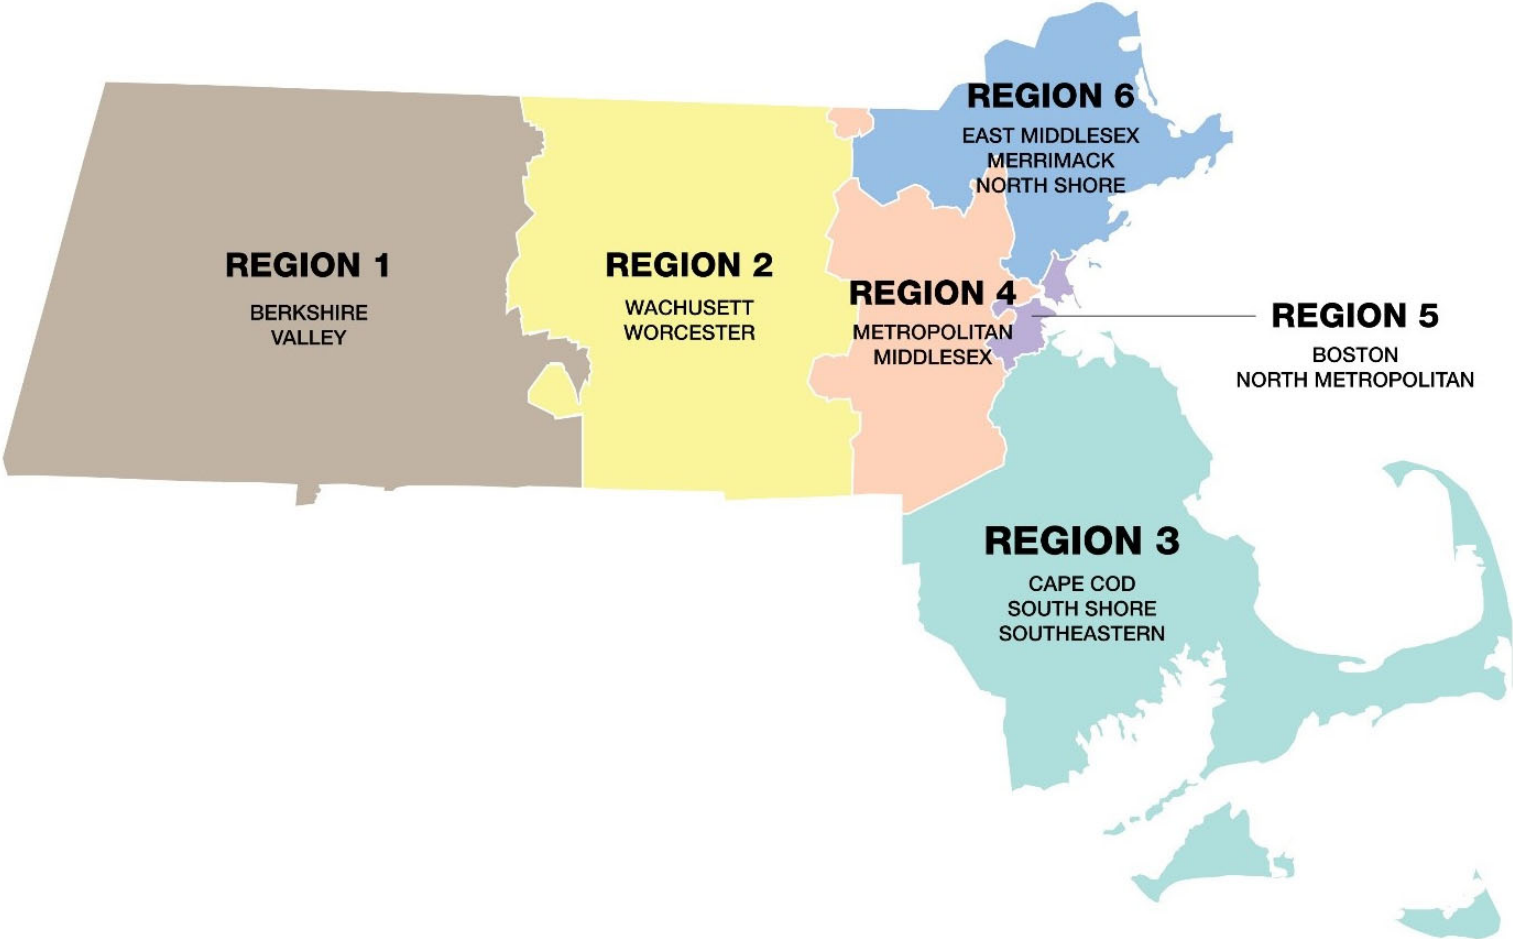 REGION 1
BERKSHIRE
VALLEY
REGION 2
WACHUSETT
WORCESTER
REGION 6
EAST MIDDLESEX
MERRIMACK
NORTH SHORE
REGION 4
METROPOLITAN
MIDDLESEX
REGION 5
BOSTON
NORTH METROPOLITAN
REGION 3
CAPE COD
SOUTH SHORE
SOUTHEASTERN